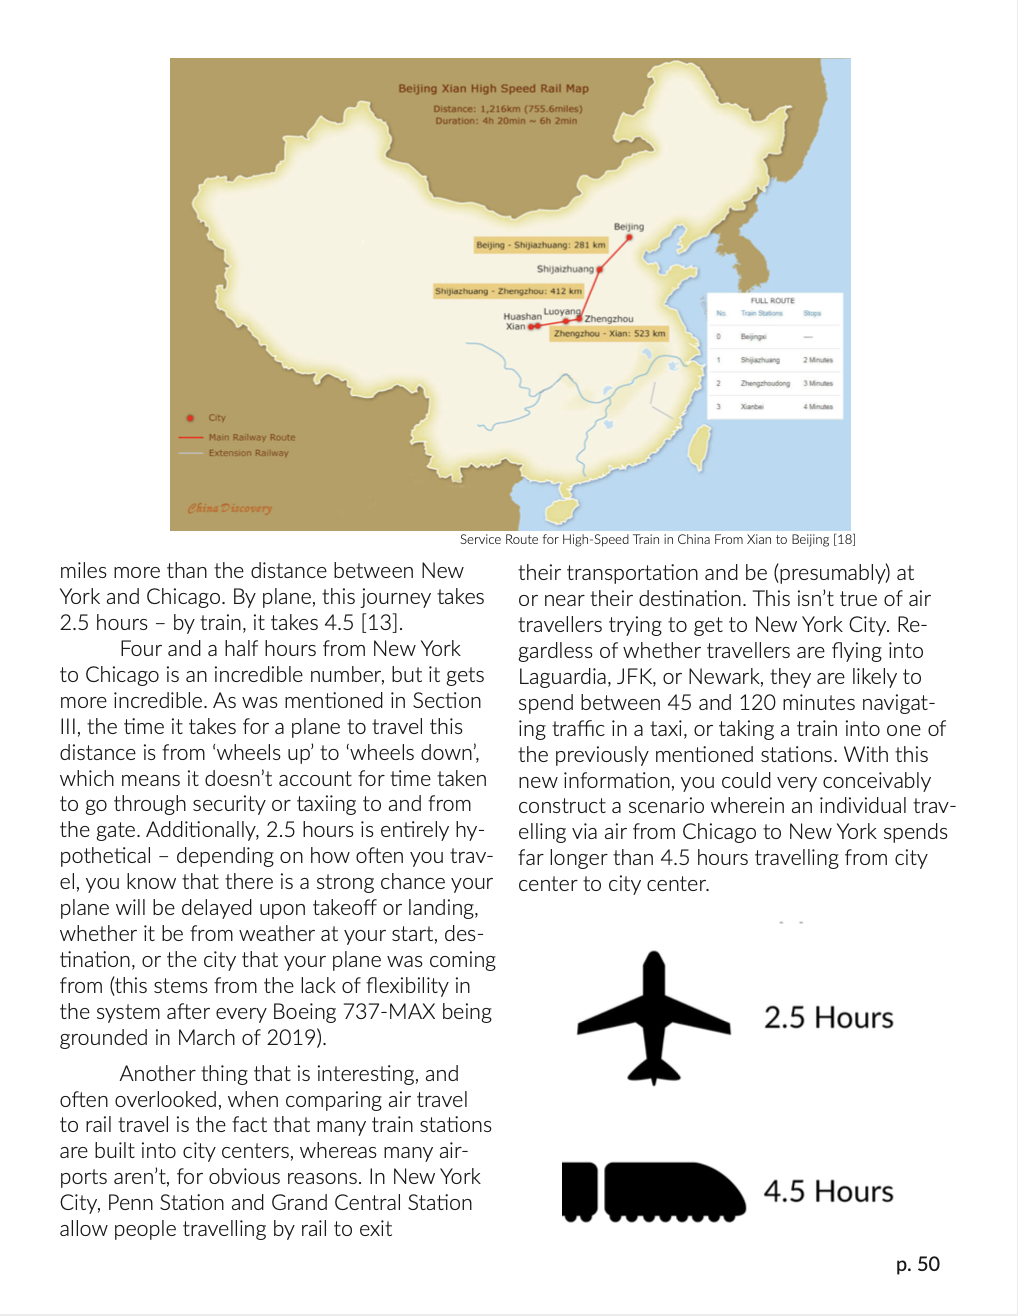 Beijing Xian High Speed Rail Map
Distance: 1,216km (755.6miles)
Duration: 4h 20min ~ 6h 2min
Beijing
Beijing - Shijiazhuang: 281 km
Shijaizhuang
Shijiazhuang - Zhengzhou: 412 km
Luoyang
Huashan
Zhengzhou
Xian
Zhengzhou - Xian: 523 km
FULL ROUTE
No. Train Stations Stops
0 Beijingxi ----
1 Shijiazhuang 2 Minutes
2 Zhengzhoudong 3 Minutes
3 Xianbei 4 Minutes
City
Main Railway Route
Extension Railway
China Discovery
Service Route for High-Speed Train in China From Xian to Beijing [18]
miles more than the distance between New
York and Chicago. By plane, this journey takes
2.5 hours – by train, it takes 4.5 [13].
Four and a half hours from New York
to Chicago is an incredible number, but it gets
more incredible. As was mentioned in Section
III, the time it takes for a plane to travel this
distance is from ‘wheels up’ to ‘wheels down’,
which means it doesn’t account for time taken
to go through security or taxiing to and from
the gate. Additionally, 2.5 hours is entirely hy-
pothetical – depending on how often you trav-
el, you know that there is a strong chance your
plane will be delayed upon takeoff or landing,
whether it be from weather at your start, des-
tination, or the city that your plane was coming
from (this stems from the lack of flexibility in
the system after every Boeing 737-MAX being
grounded in March of 2019).
Another thing that is interesting, and
often overlooked, when comparing air travel
to rail travel is the fact that many train stations
are built into city centers, whereas many air-
ports aren’t, for obvious reasons. In New York
City, Penn Station and Grand Central Station
allow people travelling by rail to exit
their transportation and be (presumably) at
or near their destination. This isn’t true of air
travellers trying to get to New York City. Re-
gardless of whether travellers are flying into
Laguardia, JFK, or Newark, they are likely to
spend between 45 and 120 minutes navigat-
ing traffic in a taxi, or taking a train into one of
the previously mentioned stations. With this
new information, you could very conceivably
construct a scenario wherein an individual trav-
elling via air from Chicago to New York spends
far longer than 4.5 hours travelling from city
center to city center.
2.5 Hours
4.5 Hours
p. 50